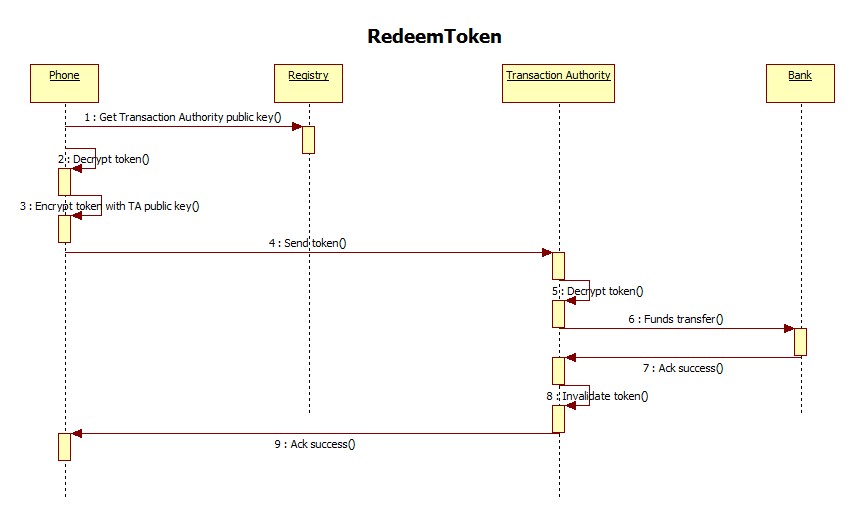 RedeemToken
Phone
Registry
Transaction Authority
Bank
1 : Get Transaction Authority public key()
2 : Decrypt token()
3 : Encrypt token with TA public key()
4 : Send token()
5 : Decrypt token()
6 : Funds transfer()
7 : Ack success()
8 : Invalidate token()
9 : Ack success()